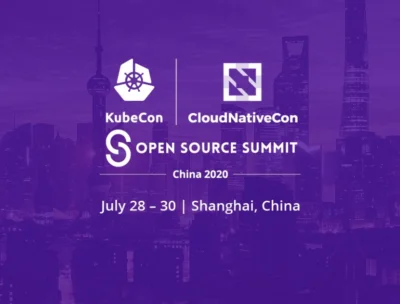 KubeCon | CloudNativeCon
OPEN SOURCE SUMMIT
China 2020
July 28 – 30 | Shanghai, China